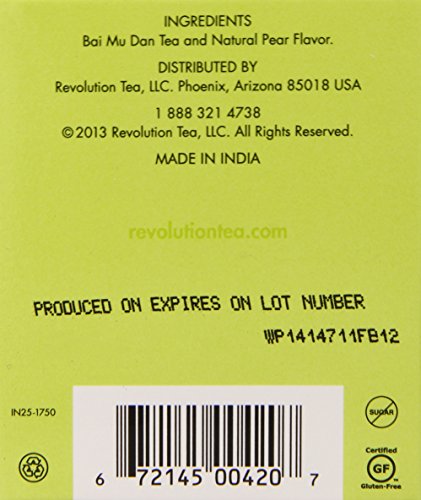 INGREDIENTS
Bai Mu Dan Tea and Natural Pear Flavor.
DISTRIBUTED BY
Revolution Tea, LLC. Phoenix, Arizona 85018 USA
1 888 321 4738
©2013 Revolution Tea, LLC. All Rights Reserved.
MADE IN INDIA
revolutiontea.com
PRODUCED ON EXPIRES ON LOT NUMBER
WP1414711FB12
IN25-1750
SUGAR
6 72145 00420 7
Certified
GF
Gluten-Free